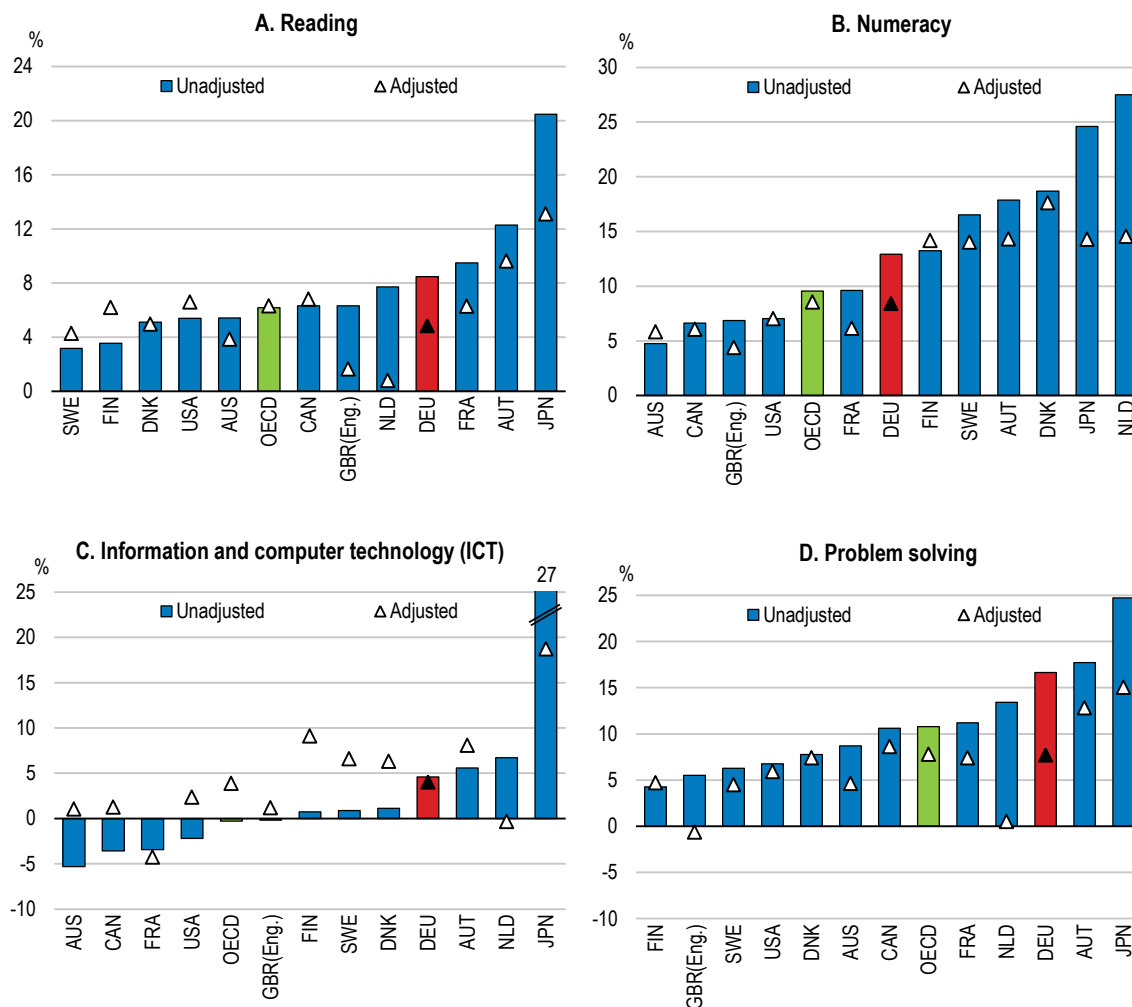 A. Reading
%
Unadjusted Adjusted
24
20
16
12
8
4
0
SWE FIN DNK USA AUS OECD CAN GBR(Eng.) NLD DEU FRA AUT JPN
B. Numeracy
%
Unadjusted Adjusted
30
25
20
15
10
5
0
AUS CAN GBR(Eng.) USA OECD FRA DEU FIN SWE AUT DNK JPN NLD
C. Information and computer technology (ICT)
%
27
Unadjusted Adjusted
25
20
15
10
5
0
-5
-10
AUS CAN FRA USA OECD GBR(Eng.) FIN SWE DNK DEU AUT NLD JPN
D. Problem solving
%
Unadjusted Adjusted
25
20
15
10
5
0
-5
-10
FIN GBR(Eng.) SWE USA DNK AUS CAN OECD FRA NLD DEU AUT JPN